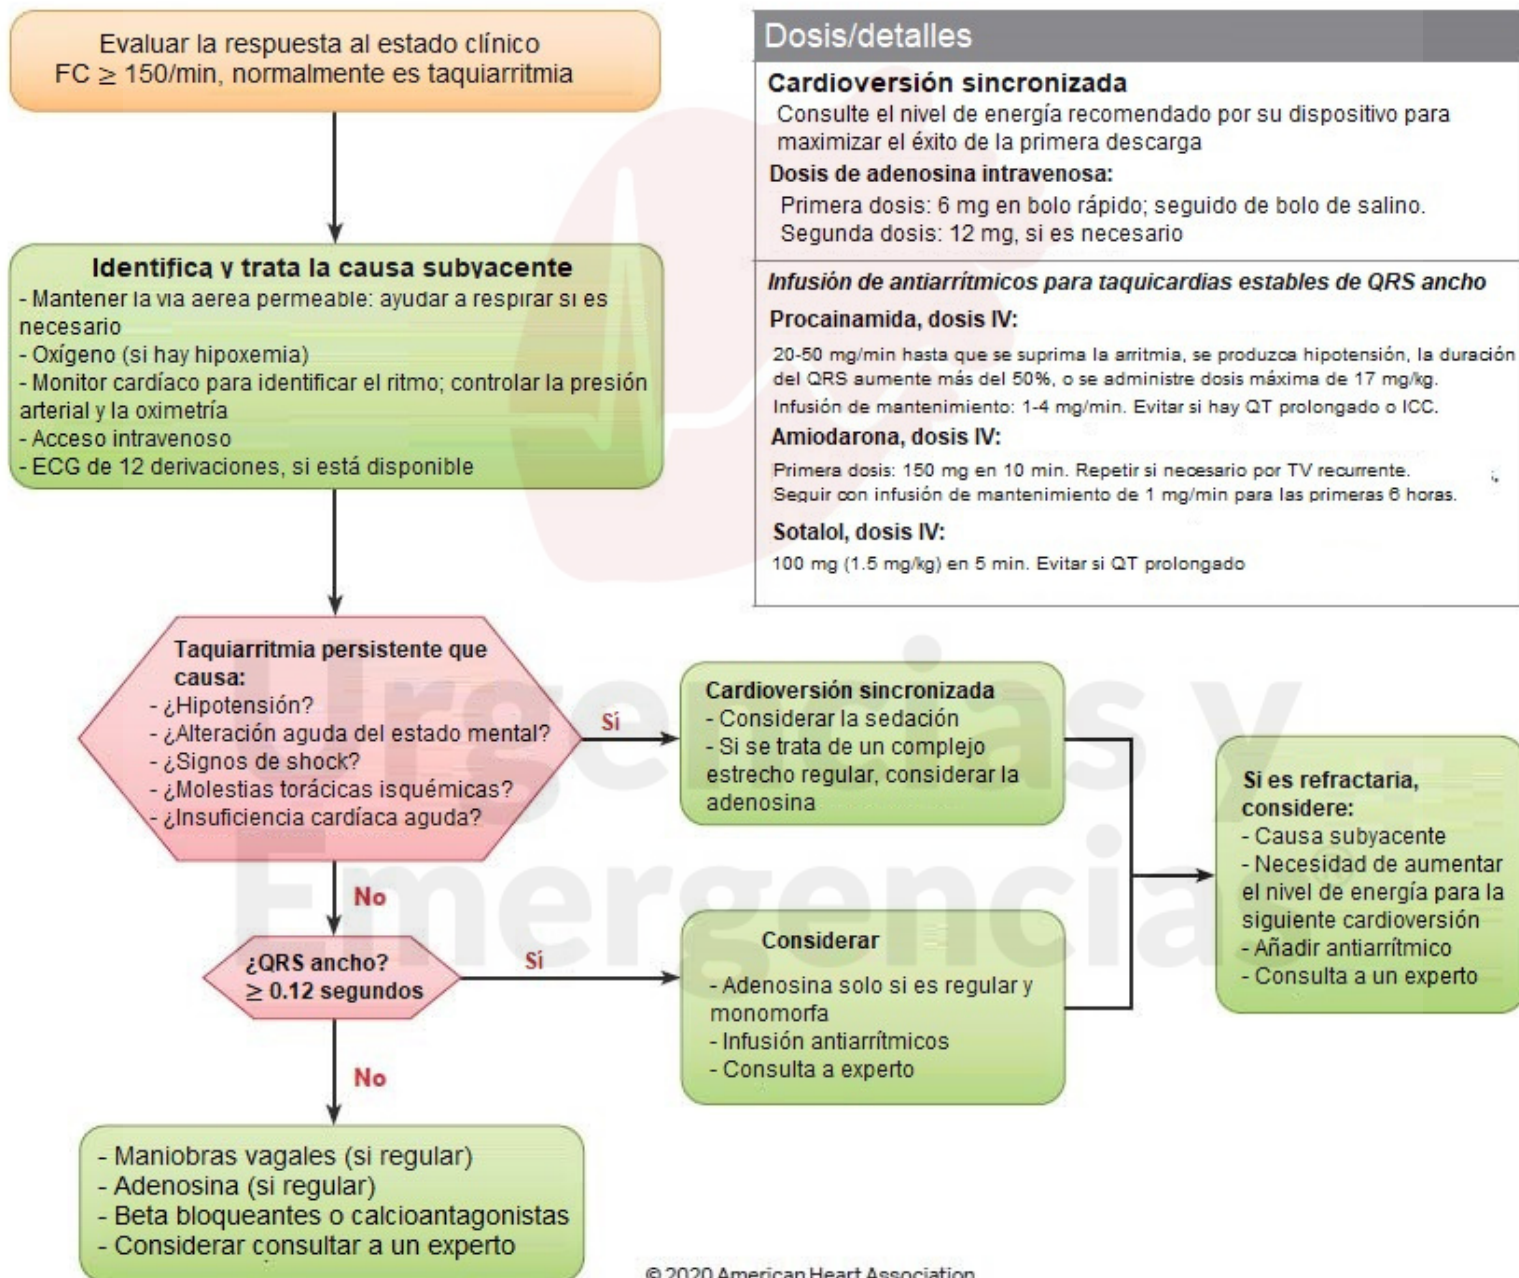 Evaluar la respuesta al estado clínico
FC ≥ 150/min, normalmente es taquiarritmia
Identifica y trata la causa subyacente
- Mantener la via aerea permeable: ayudar a respirar si es
necesario
- Oxígeno (si hay hipoxemia)
- Monitor cardíaco para identificar el ritmo; controlar la presión
arterial y la oximetría
- Acceso intravenoso
- ECG de 12 derivaciones, si está disponible
Dosis/detalles
Cardioversión sincronizada
Consulte el nivel de energía recomendado por su dispositivo para
maximizar el éxito de la primera descarga
Dosis de adenosina intravenosa:
Primera dosis: 6 mg en bolo rápido; seguido de bolo de salino.
Segunda dosis: 12 mg, si es necesario
Infusión de antiarrítmicos para taquicardias estables de QRS ancho
Procainamida, dosis IV:
20-50 mg/min hasta que se suprima la arritmia, se produzca hipotensión, la duración
del QRS aumente más del 50%, o se administre dosis máxima de 17 mg/kg.
Infusión de mantenimiento: 1-4 mg/min. Evitar si hay QT prolongado o ICC.
Amiodarona, dosis IV:
Primera dosis: 150 mg en 10 min. Repetir si necesario por TV recurrente.
Seguir con infusión de mantenimiento de 1 mg/min para las primeras 6 horas.
Sotalol, dosis IV:
100 mg (1.5 mg/kg) en 5 min. Evitar si QT prolongado
Taquiarritmia persistente que
causa:
- ¿Hipotensión?
- ¿Alteración aguda del estado mental?
- ¿Signos de shock?
- ¿Molestias torácicas isquémicas?
- ¿Insuficiencia cardíaca aguda?
Sí
Cardioversión sincronizada
- Considerar la sedación
- Si se trata de un complejo
estrecho regular, considerar la
adenosina
Si es refractaria,
considere:
- Causa subyacente
- Necesidad de aumentar
el nivel de energía para la
siguiente cardioversión
- Añadir antiarrítmico
- Consulta a un experto
No
¿QRS ancho?
≥ 0.12 segundos
Sí
Considerar
- Adenosina solo si es regular y
monomorfa
- Infusión antiarrítmicos
- Consulta a experto
No
- Maniobras vagales (si regular)
- Adenosina (si regular)
- Beta bloqueantes o calcioantagonistas
- Considerar consultar a un experto
Urgencias y
Emergencias®
© 2020 American Heart Association